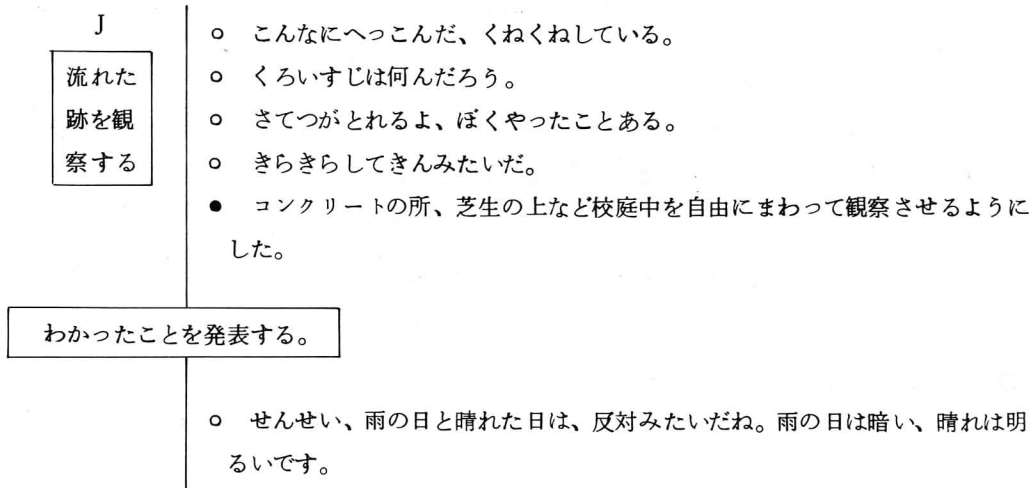 J
流れた
跡を観
察する
○ こんなにへっこんだ、くねくねしている。
○ くろいすじは何んだろう。
○ さてつがとれるよ、ぼくやったことある。
○ きらきらしてきんみたいだ。
● コンクリートの所、芝生の上など校庭中を自由にまわって観察させるように
した。
わかったことを発表する。
○ せんせい、雨の日と晴れた日は、反対みたいだね。雨の日は暗い、晴れは明
るいです。